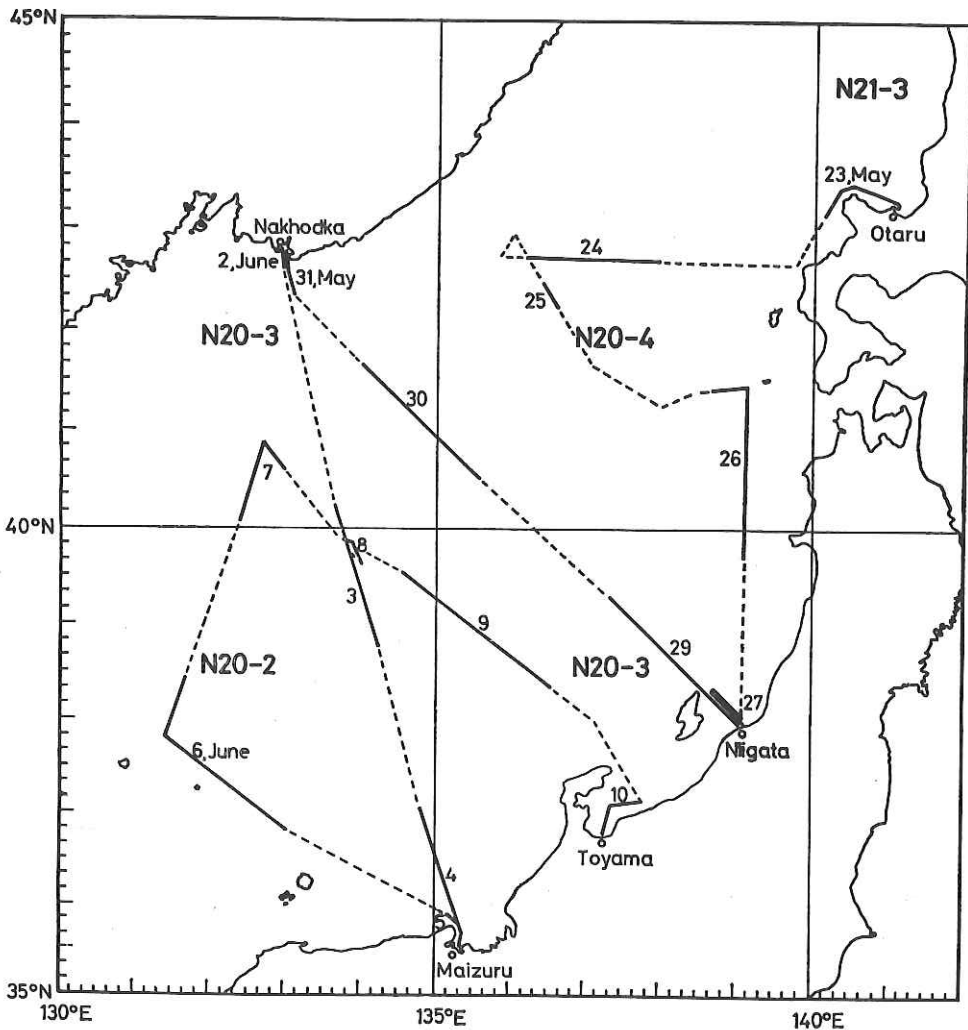 45°N
N21-3
23,May
Otaru
Nakhodka
2,June
31,May
24
25
N20-3
N20-4
30
26
7
40°N
8
3
9
N20-2
N20-3
29
27
Niigata
6,June
10
Toyama
4
Maizuru
35°N
130°E
135°E
140°E